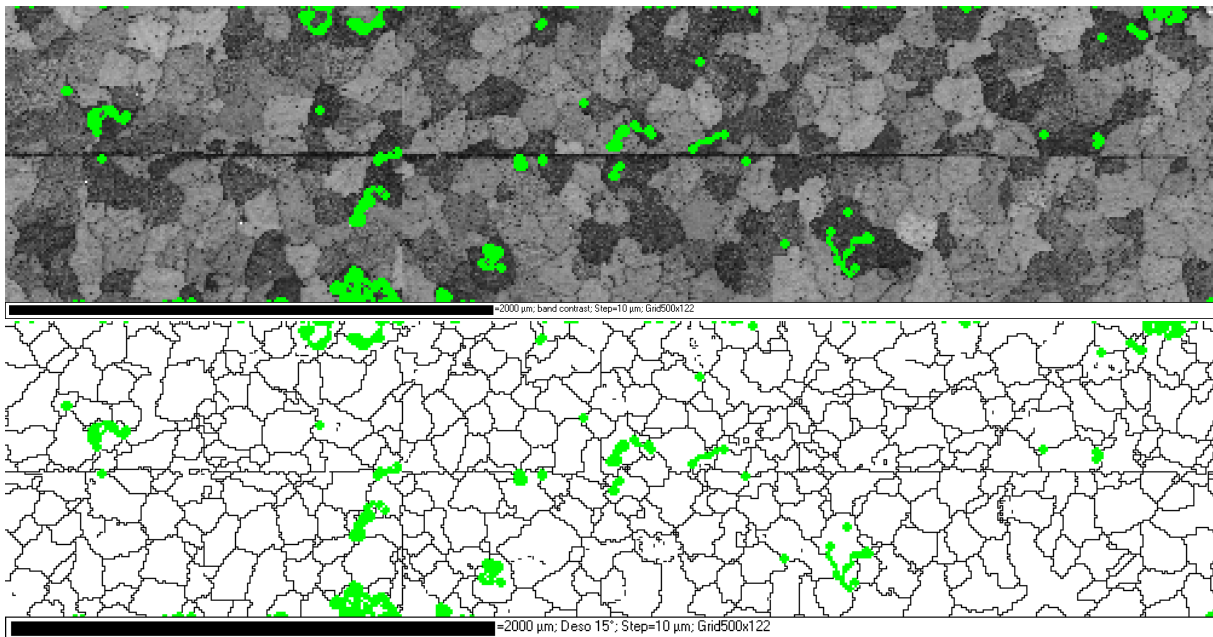 =2000 µm; band contrast; Step=10 µm; Grid500x122
=2000 µm; Deso 15°; Step=10 µm; Grid500x122